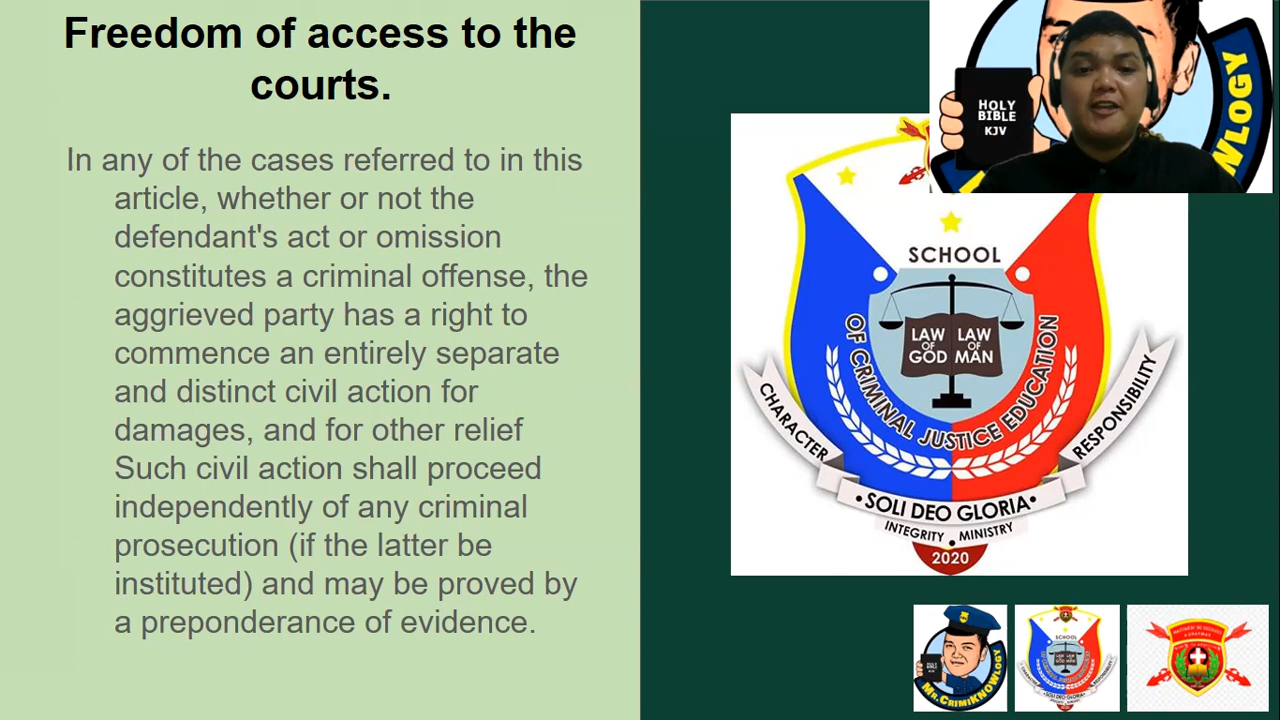 Freedom of access to the
courts.
In any of the cases referred to in this
article, whether or not the
defendant's act or omission
constitutes a criminal offense, the
aggrieved party has a right to
commence an entirely separate
and distinct civil action for
damages, and for other relief
Such civil action shall proceed
independently of any criminal
prosecution (if the latter be
instituted) and may be proved by
a preponderance of evidence.
HOLY
BIBLE
KJV
WLOGY
SCHOOL
OF CRIMINAL JUSTICE EDUCATION
LAW
OF
GOD
LAW
OF
MAN
CHARACTER
RESPONSIBILITY
•SOLI DEO GLORIA•
INTEGRITY • MINISTRY
2020
MR.CRIMIKNOWLOGY
SCHOOL